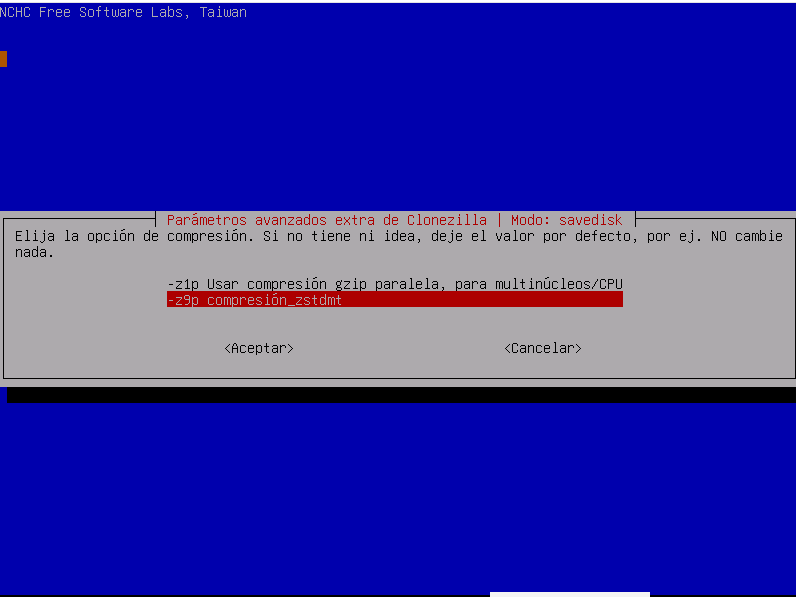 NCHC Free Software Labs, Taiwan
Parámetros avanzados extra de Clonezilla | Modo: savedisk
Elija la opción de compresión. Si no tiene ni idea, deje el valor por defecto, por ej. NO cambie
nada.
-z1p Usar compresión gzip paralela, para multinúcleos/CPU
-z9p compresión_zstdmt
<Aceptar> <Cancelar>